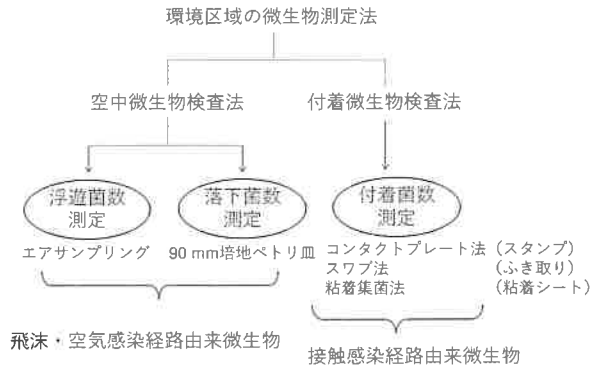 環境区域の微生物測定法
空中微生物検査法
付着微生物検査法
浮遊菌数
測定
落下菌数
測定
付着菌数
測定
エアサンプリング
90 mm培地ペトリ皿
コンタクトプレート法（スタンプ）
スワブ法（ふき取り）
粘着集菌法（粘着シート）
飛沫・空気感染経路由来微生物
接触感染経路由来微生物